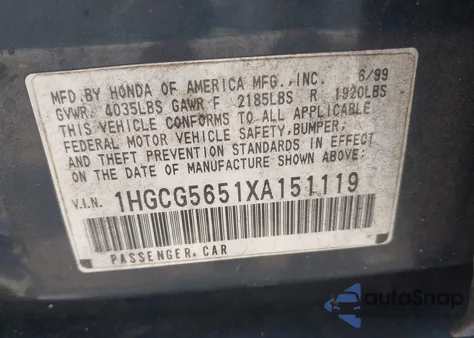 MFD.BY HONDA OF AMERICA MFG.,INC. 6/99
GVWR. 4035LBS GAWR F 2185LBS R 1920LBS
THIS VEHICLE CONFORMS TO ALL APPLICABLE
FEDERAL MOTOR VEHICLE SAFETY,BUMPER,
AND THEFT PREVENTION STANDARDS IN EFFECT
ON THE DATE OF MANUFACTURE SHOWN ABOVE.
V.I.N. 1HGCG5651XA151119
PASSENGER CAR
autoSnap